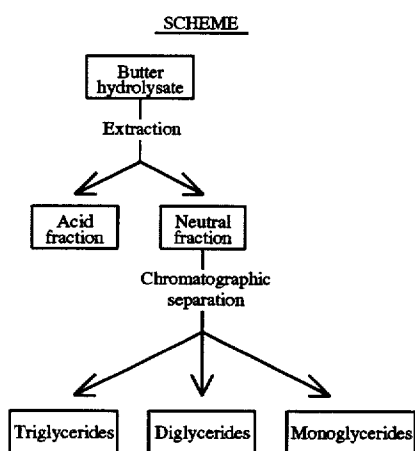 SCHEME
Butter
hydrolysate
Extraction
Acid
fraction
Neutral
fraction
Chromatographic
separation
Triglycerides
Diglycerides
Monoglycerides